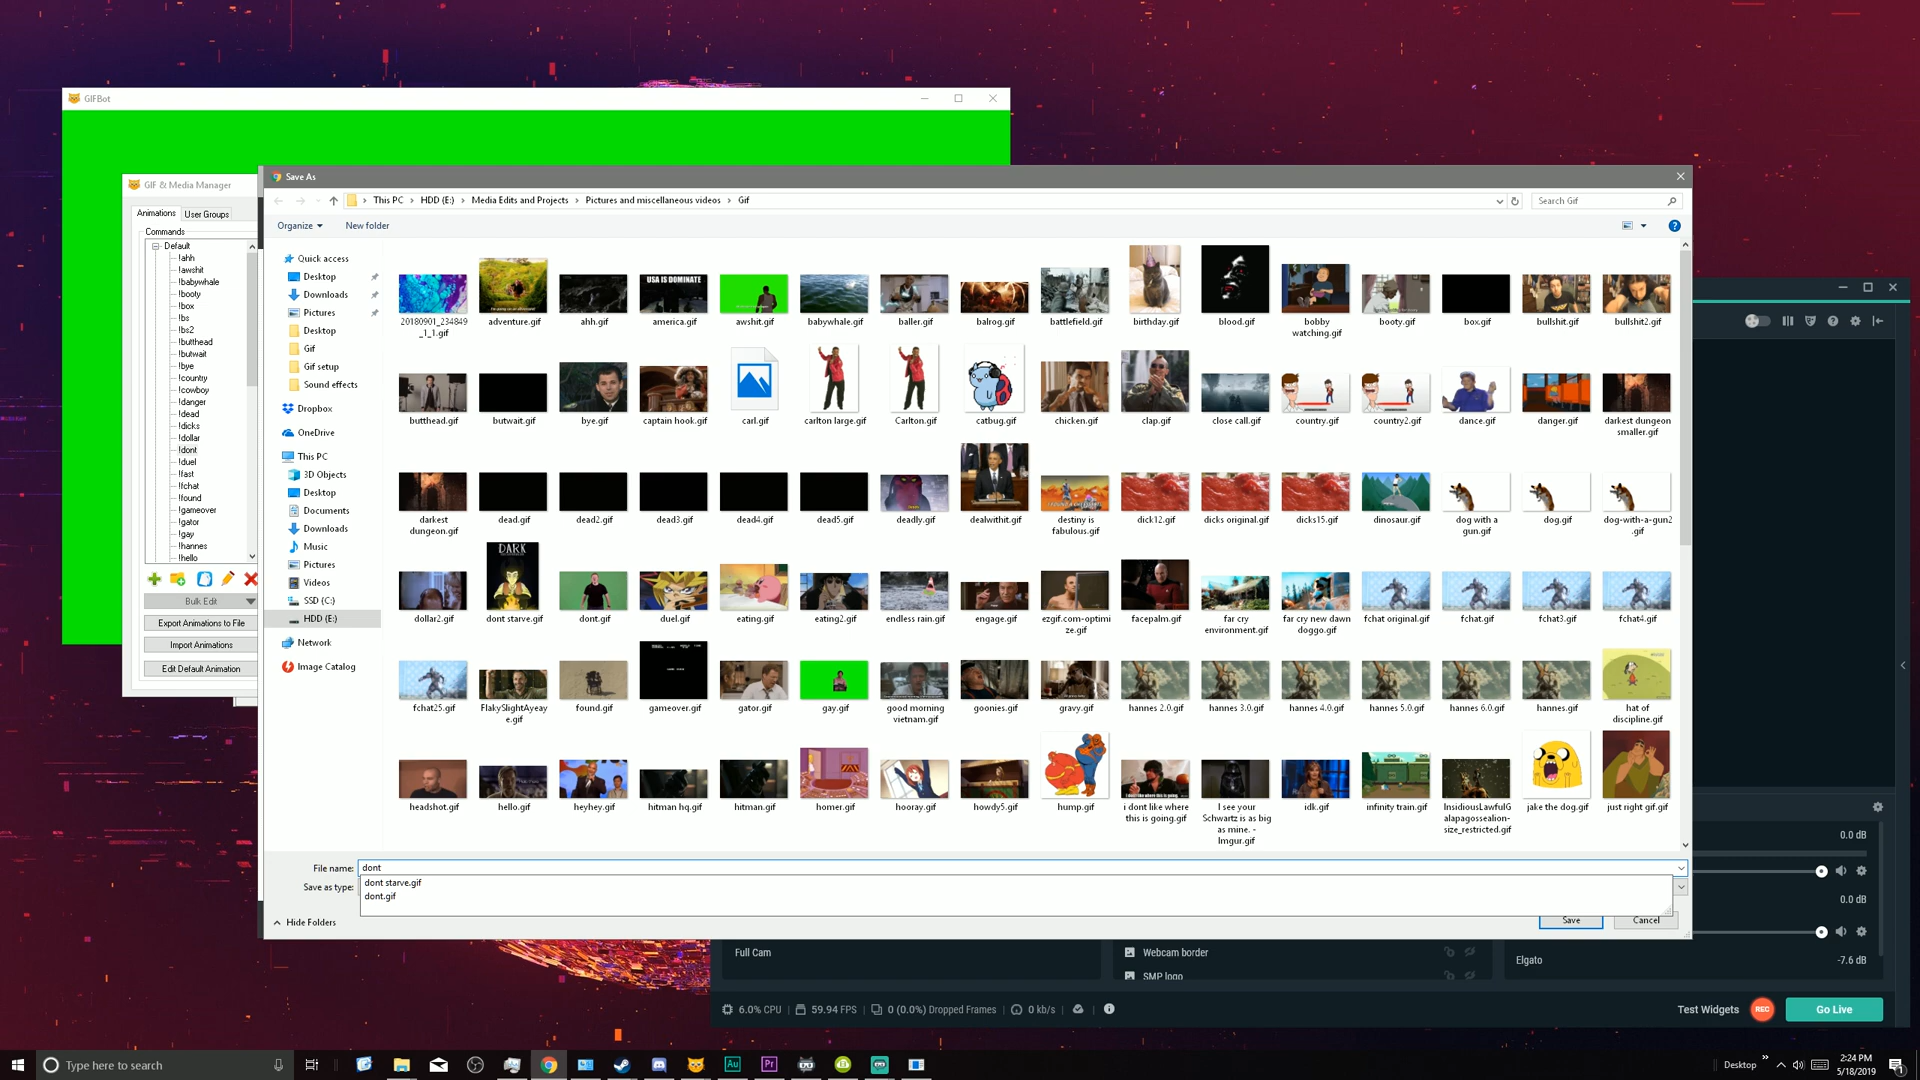 GIFBot
GIF & Media Manager
Animations
User Groups
Commands
Default
!ahh
!awshit
!babywhale
!booty
!box
!bs
!bs2
!butthead
!butwait
!bye
!country
!cowboy
!danger
!dead
!dicks
!dollar
!dont
!duel
!fast
!fchat
!found
!gameover
!gator
!gay
!hannes
!hello
Bulk Edit
Export Animations to File
Import Animations
Edit Default Animation
Save As
This PC > HDD (E:) > Media Edits and Projects > Pictures and miscellaneous videos > Gif
Search Gif
Organize
New folder
Quick access
Desktop
Downloads
Pictures
Desktop
Gif
Gif setup
Sound effects
Dropbox
OneDrive
This PC
3D Objects
Desktop
Documents
Downloads
Music
Pictures
Videos
SSD (C:)
HDD (E:)
Network
Image Catalog
USA IS DOMINATE
20180901_234849
_1_1.gif
adventure.gif
ahh.gif
america.gif
awshit.gif
babywhale.gif
baller.gif
balrog.gif
battlefield.gif
birthday.gif
blood.gif
bobby
watching.gif
booty.gif
box.gif
bullshit.gif
bullshit2.gif
butthead.gif
butwait.gif
bye.gif
captain hook.gif
carl.gif
carlton large.gif
Carlton.gif
catbug.gif
chicken.gif
clap.gif
close call.gif
country.gif
country2.gif
dance.gif
danger.gif
darkest dungeon
smaller.gif
darkest
dungeon.gif
dead.gif
dead2.gif
dead3.gif
dead4.gif
dead5.gif
deadly.gif
dealwithit.gif
destiny is
fabulous.gif
dick12.gif
dicks original.gif
dicks15.gif
dinosaur.gif
dog with a
gun.gif
dog.gif
dog-with-a-gun2
.gif
DARK
dollar2.gif
dont starve.gif
dont.gif
duel.gif
eating.gif
eating2.gif
endless rain.gif
engage.gif
ezgif.com-optimi
ze.gif
facepalm.gif
far cry
environment.gif
far cry new dawn
doggo.gif
fchat original.gif
fchat.gif
fchat3.gif
fchat4.gif
fchat25.gif
FlakySlightAyeay
e.gif
found.gif
gameover.gif
gator.gif
gay.gif
good morning
vietnam.gif
goonies.gif
gravy.gif
hannes 2.0.gif
hannes 3.0.gif
hannes 4.0.gif
hannes 5.0.gif
hannes 6.0.gif
hannes.gif
hat of
discipline.gif
headshot.gif
hello.gif
heyhey.gif
hitman hq.gif
hitman.gif
homer.gif
hooray.gif
howdy5.gif
hump.gif
i dont like where
this is going.gif
I see your
Schwartz is as big
as mine. -
Imgur.gif
idk.gif
infinity train.gif
InsidiousLawfulG
alapagossealion-
size_restricted.gif
jake the dog.gif
just right gif.gif
File name: dont
Save as type:
dont starve.gif
dont.gif
Hide Folders
Save
Cancel
0.0 dB
0.0 dB
Full Cam
Webcam border
SMP logo
Elgato
-7.6 dB
6.0% CPU
59.94 FPS
0 (0.0%) Dropped Frames
0 kb/s
Test Widgets
REC
Go Live
Type here to search
Au
Pr
Desktop
2:24 PM
5/18/2019